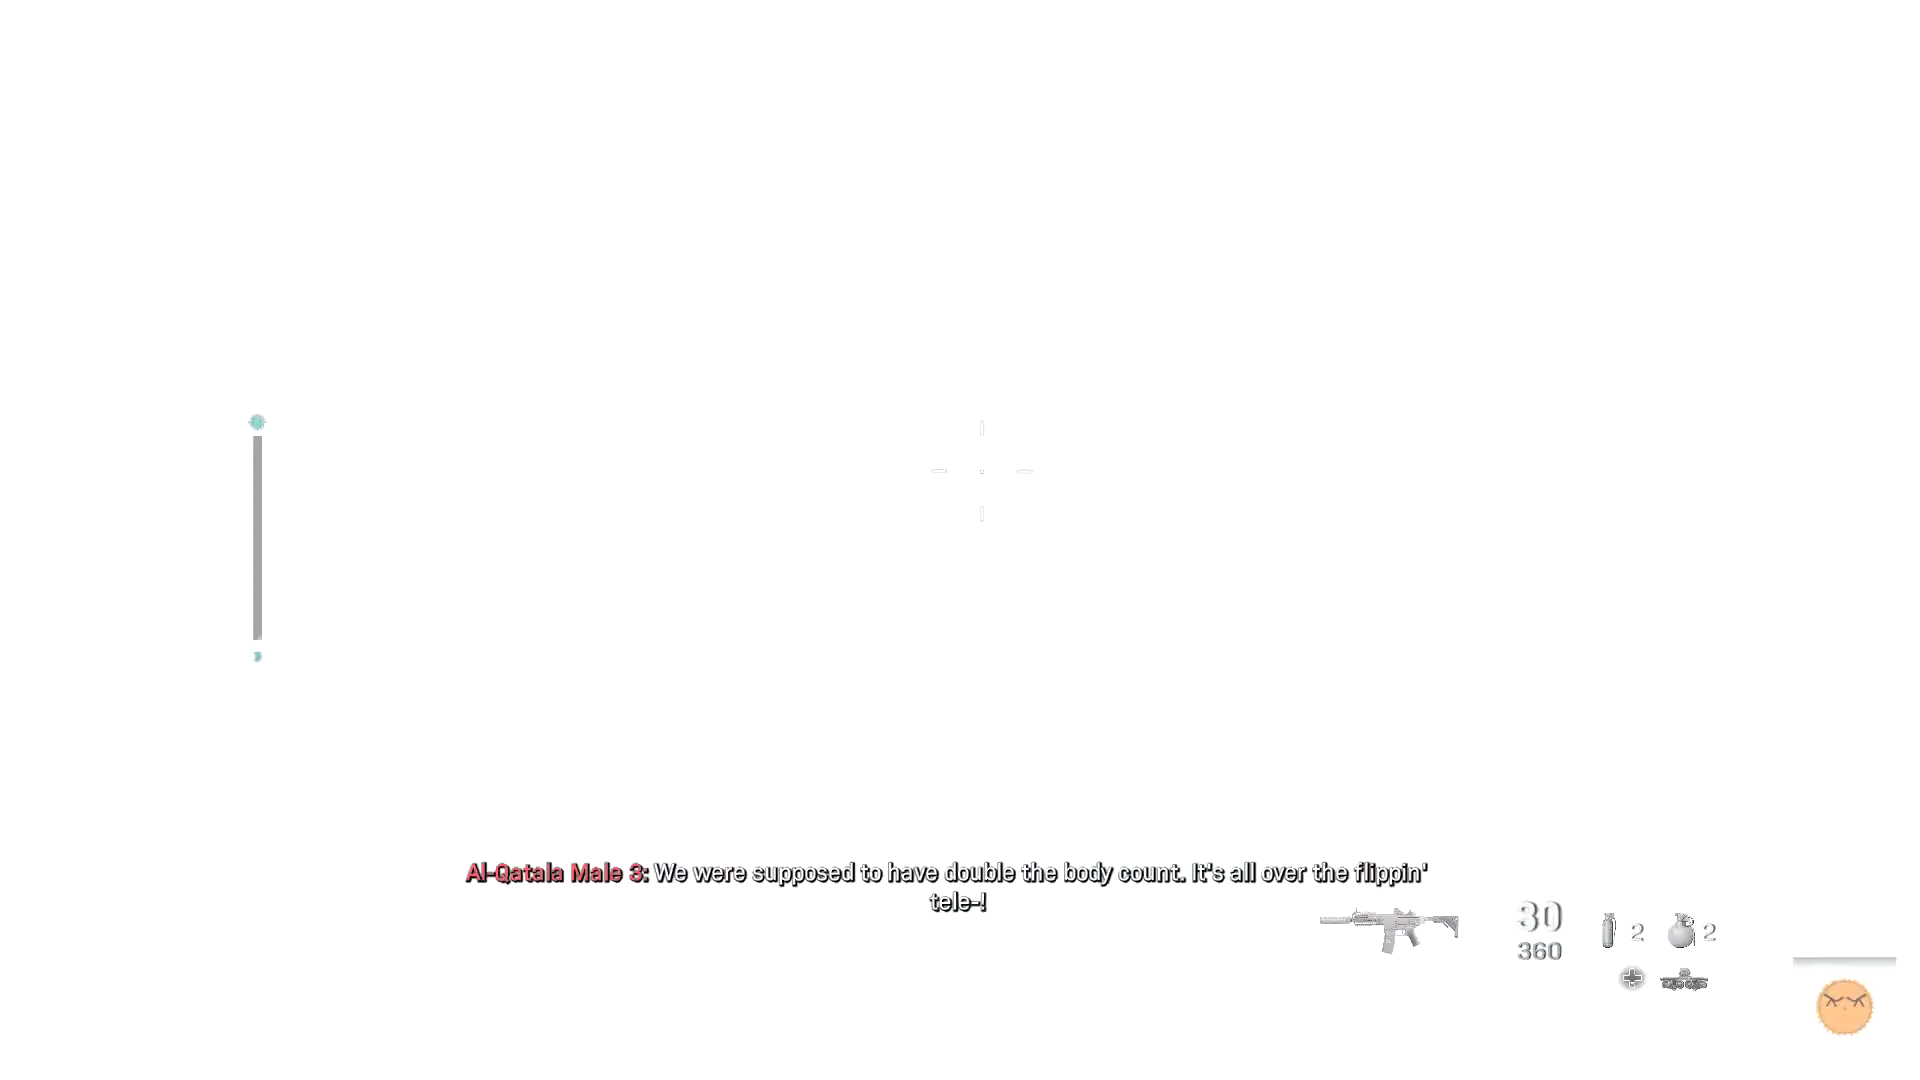 Al-Qatala Male 3: We were supposed to have double the body count. It's all over the flippin'
tele-!
30
360
2
2